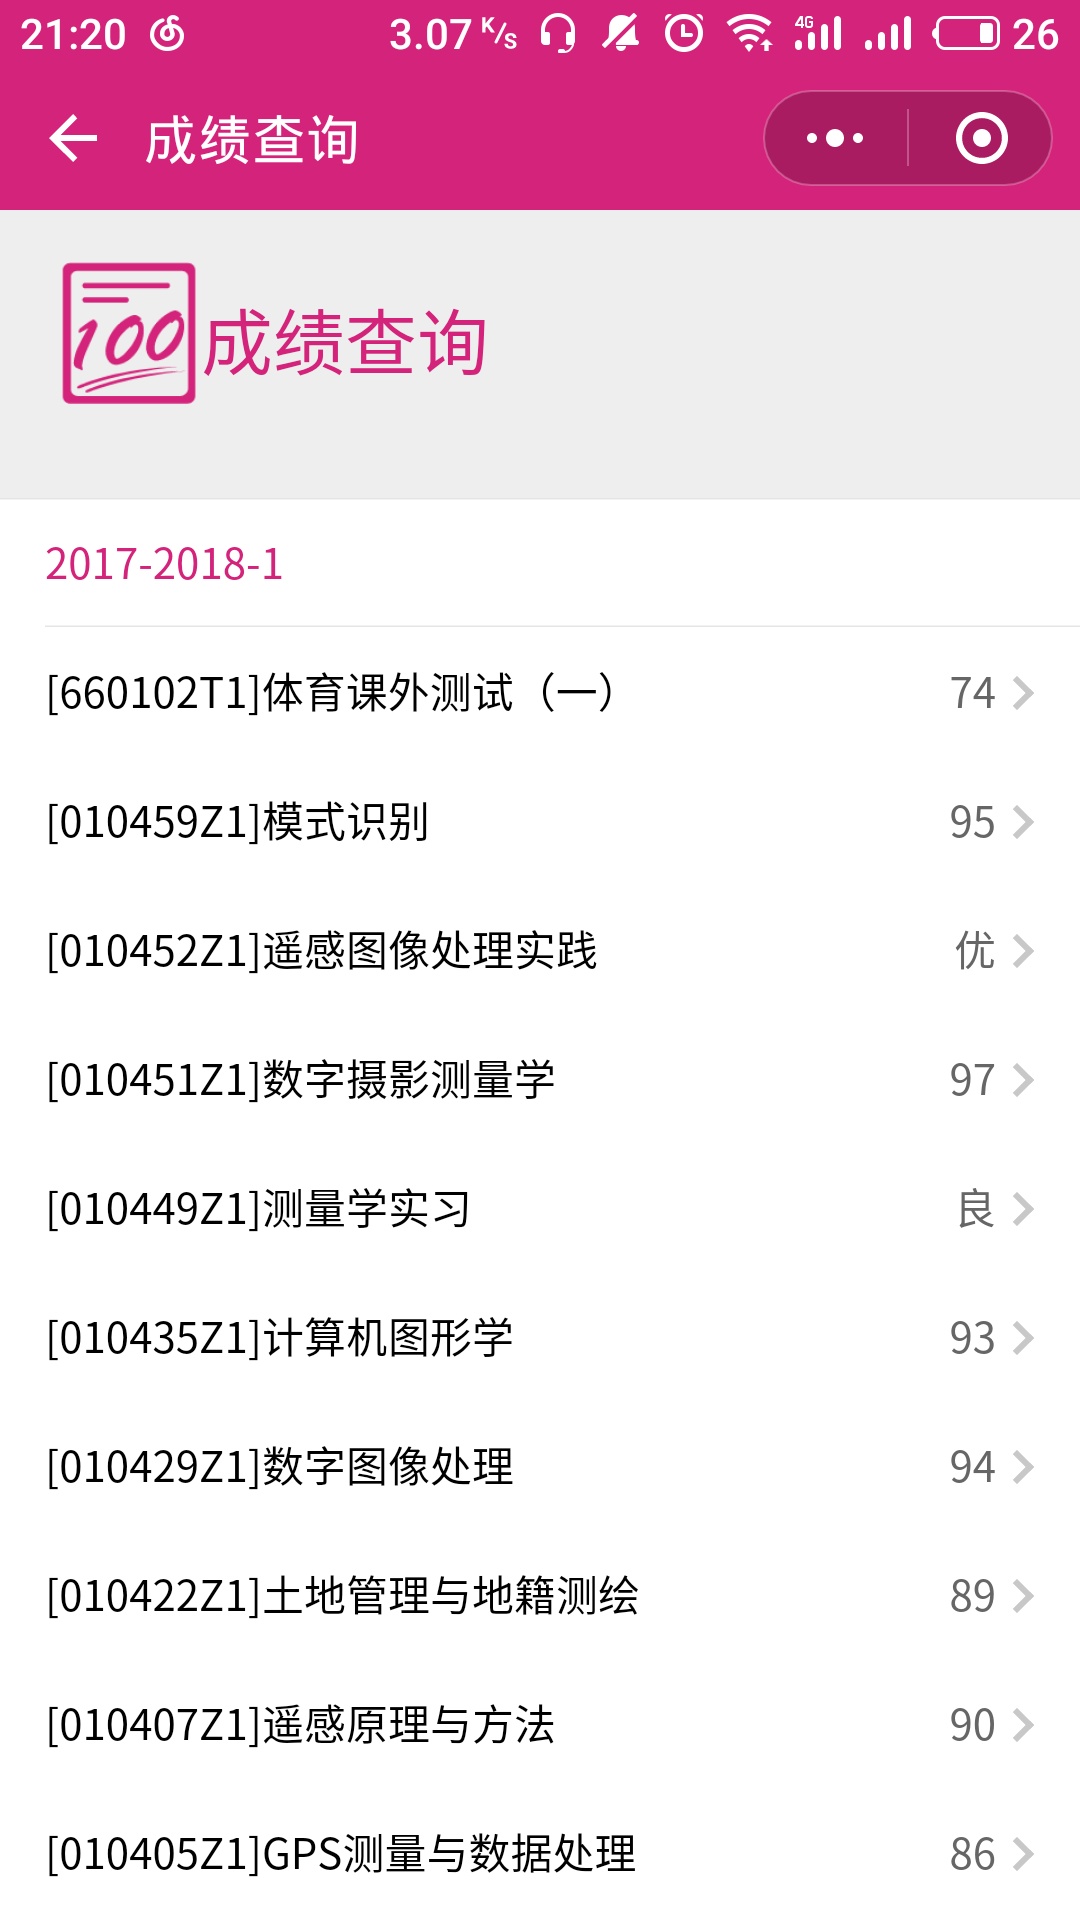 21:20 3.07 K/s 4G 26
成绩查询
100 成绩查询
2017-2018-1
[660102T1]体育课外测试（一） 74
[010459Z1]模式识别 95
[010452Z1]遥感图像处理实践 优
[010451Z1]数字摄影测量学 97
[010449Z1]测量学实习 良
[010435Z1]计算机图形学 93
[010429Z1]数字图像处理 94
[010422Z1]土地管理与地籍测绘 89
[010407Z1]遥感原理与方法 90
[010405Z1]GPS测量与数据处理 86